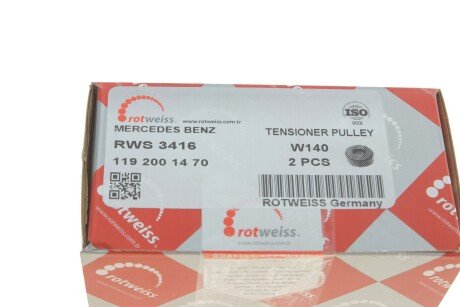 rotweiss.
www.rotweiss.com.tr
ISO
9001
MERCEDES BENZ
TENSIONER PULLEY
RWS 3416
W140
119 200 14 70
2 PCS
ROTWEISS Germany
rotweiss.
www.rotweiss.com.tr